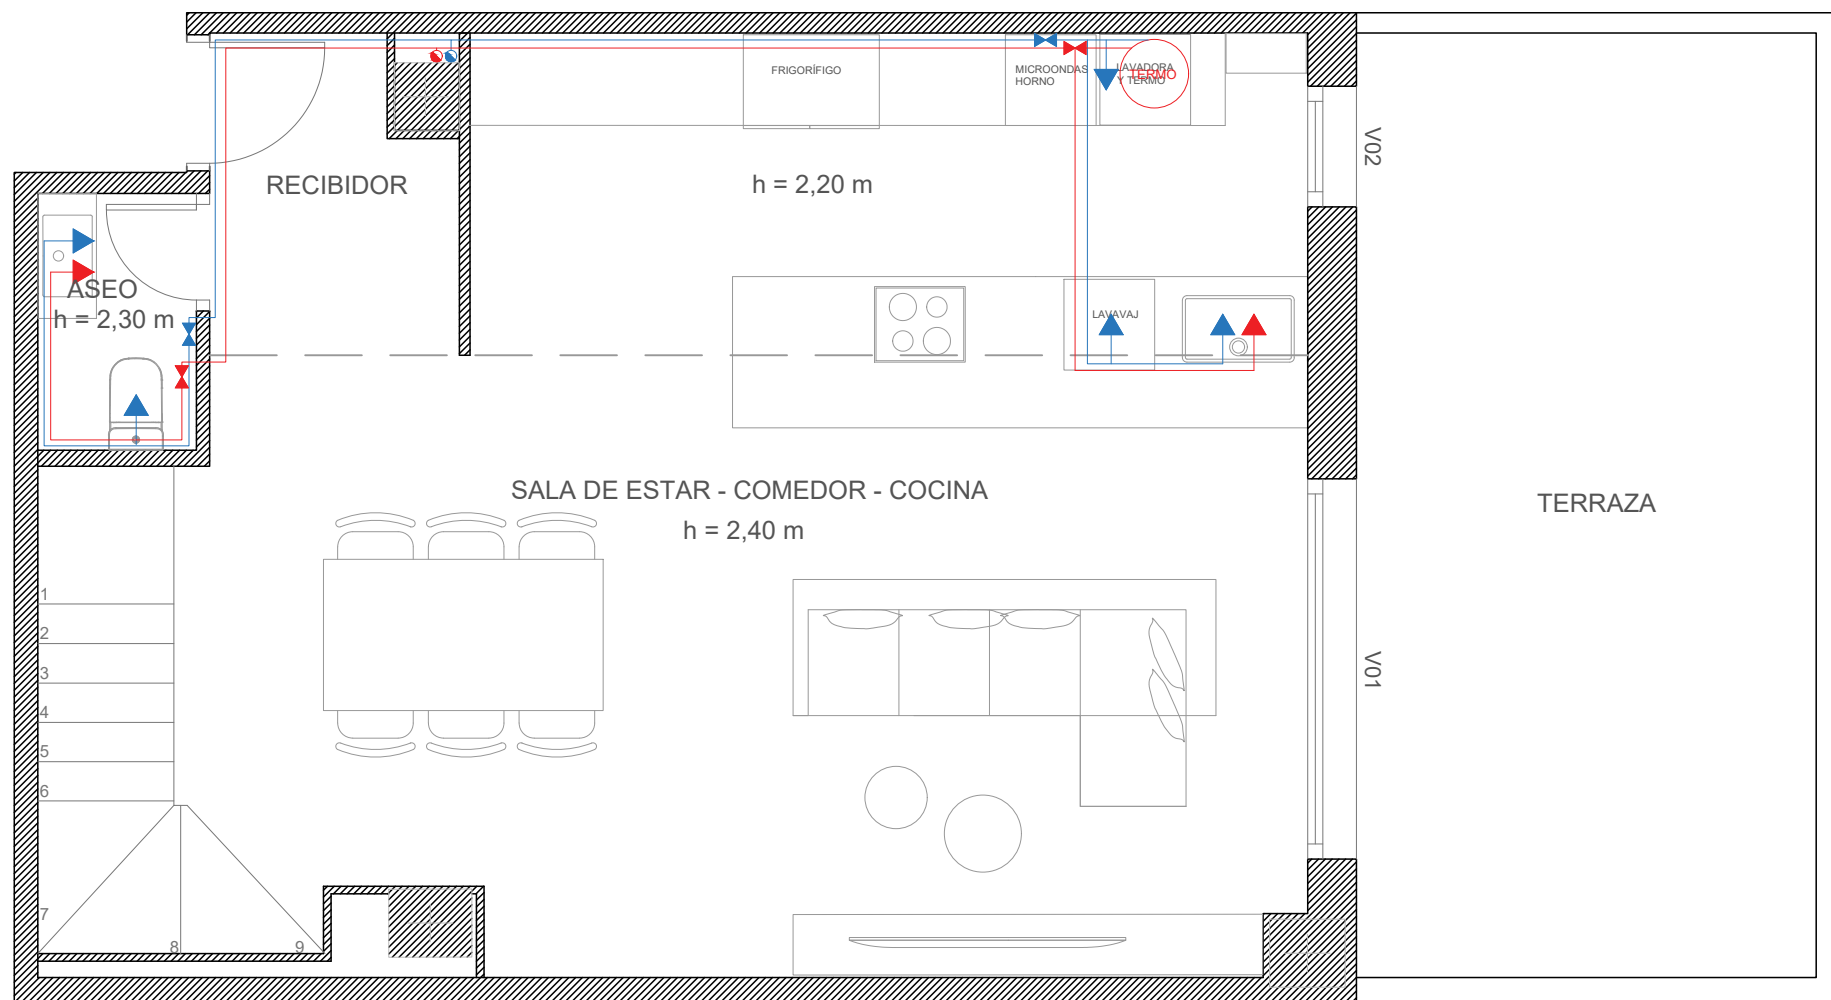 FRIGORÍFIGO
MICROONDAS
HORNO
LAVADORA
Y TERMO
TERMO
V02
RECIBIDOR
h = 2,20 m
ASEO
h = 2,30 m
LAVAVAJ
SALA DE ESTAR - COMEDOR - COCINA
h = 2,40 m
TERRAZA
1
2
3
4
5
6
7
8
9
V01